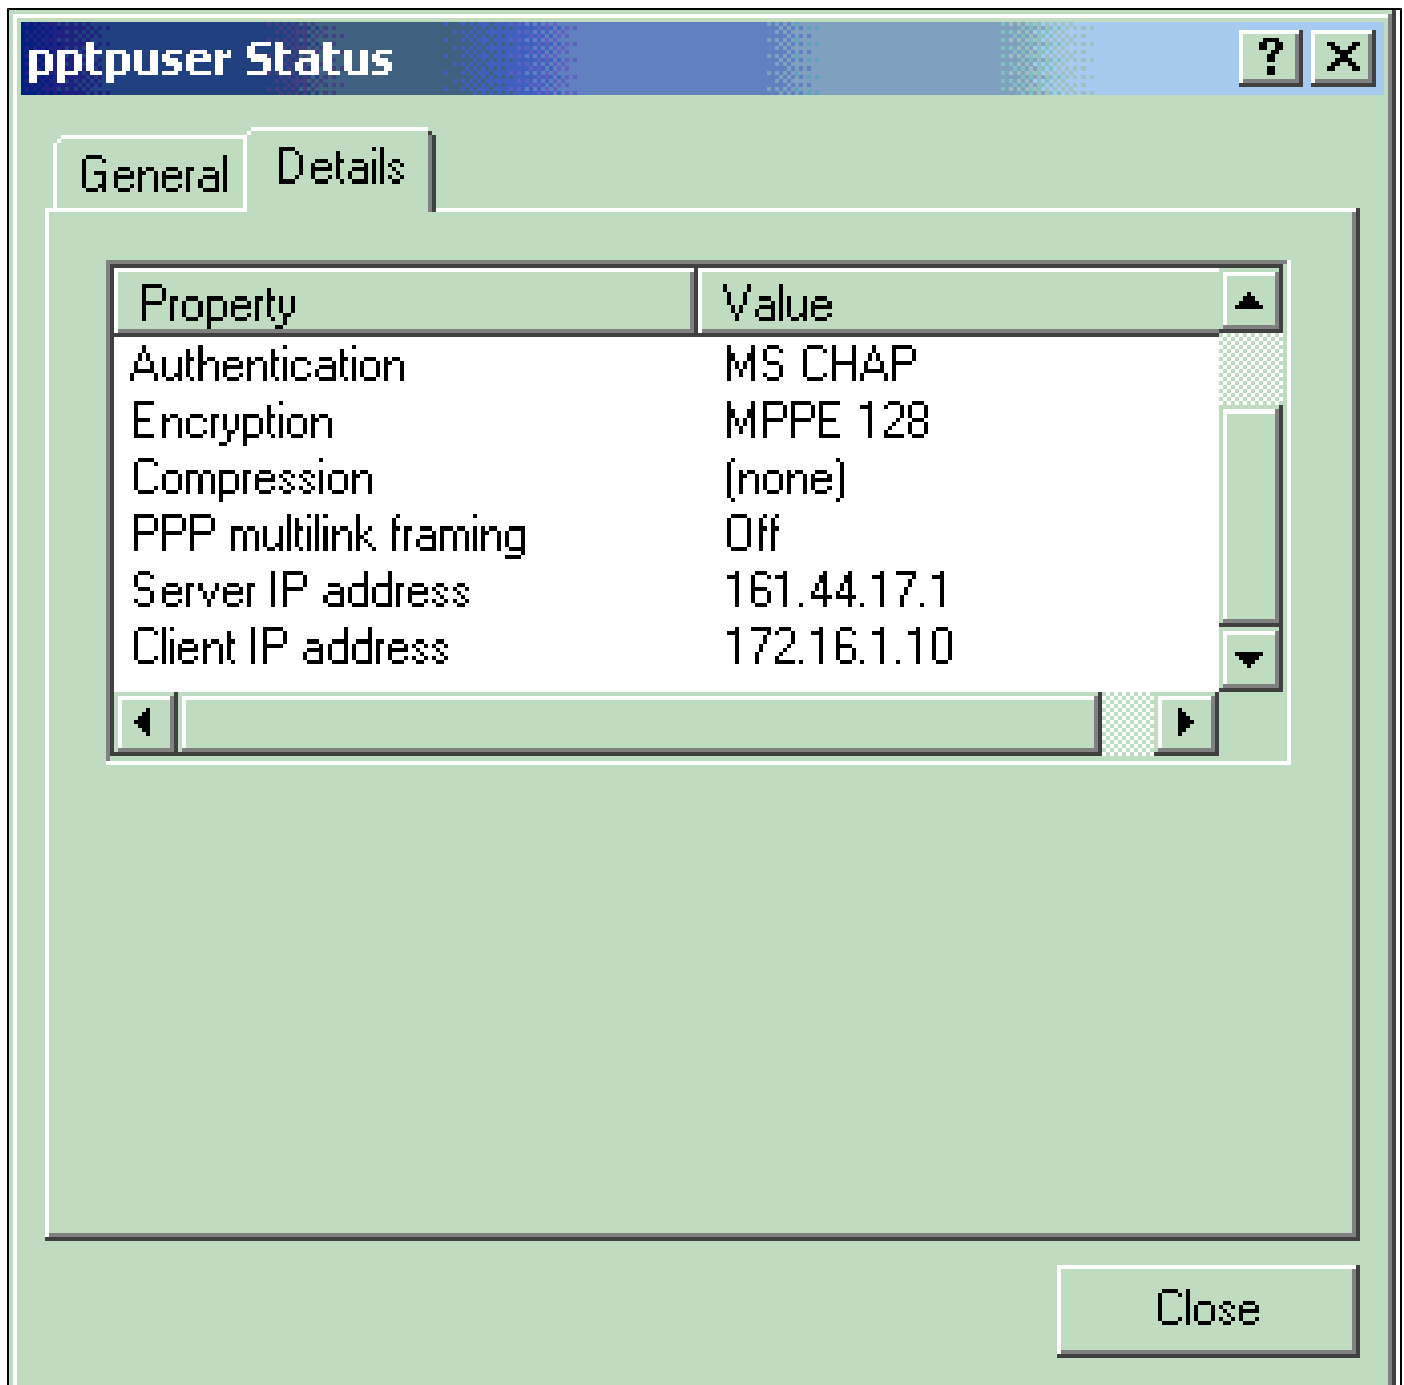 pptpuser Status
General Details
Property Value
Authentication MS CHAP
Encryption MPPE 128
Compression (none)
PPP multilink framing Off
Server IP address 161.44.17.1
Client IP address 172.16.1.10
Close